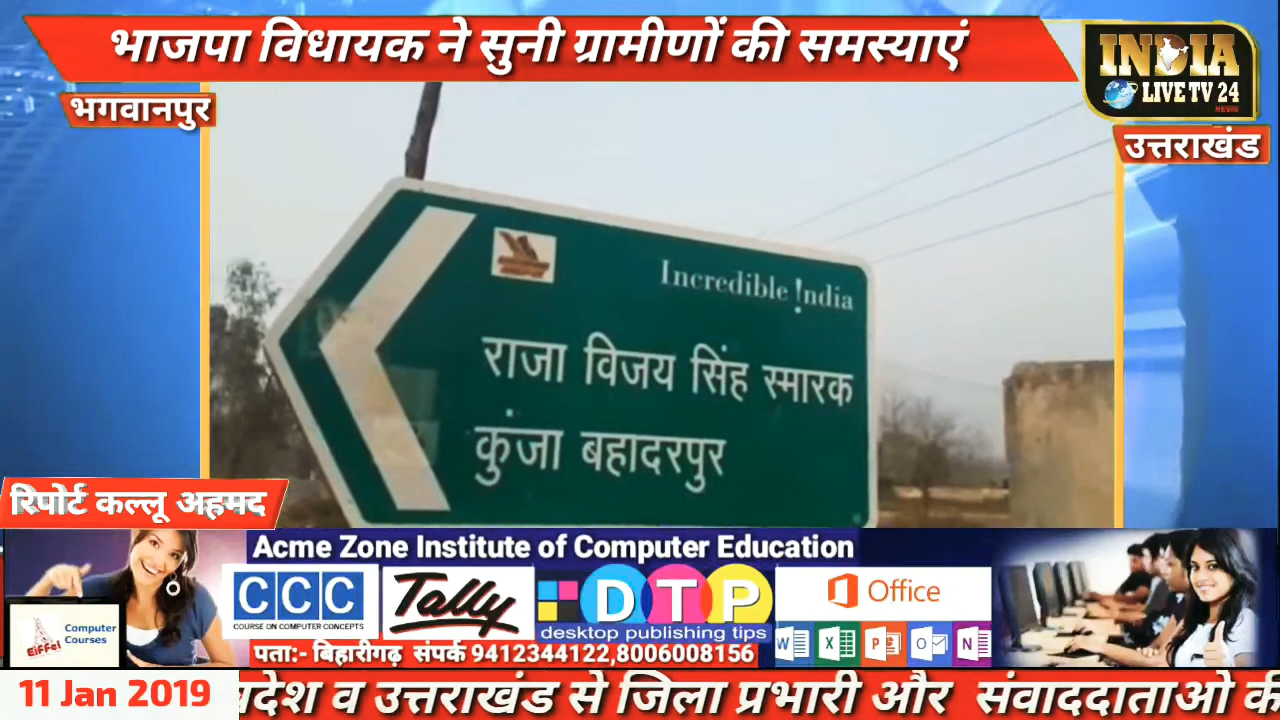 भाजपा विधायक ने सुनी ग्रामीणों की समस्याएं
INDIA
LIVE TV 24
NEWS
भगवानपुर
उत्तराखंड
Incredible !ndia
राजा विजय सिंह स्मारक
कुंजा बहादरपुर
रिपोर्ट कल्लू अहमद
Acme Zone Institute of Computer Education
CCC
COURSE ON COMPUTER CONCEPTS
Tally
DTP
desktop publishing tips
Office
Computer
Courses
Eiffel
पता:- बिहारीगढ़ संपर्क 9412344122,8006008156
11 Jan 2019
देश व उत्तराखंड से जिला प्रभारी और संवाददाताओ की